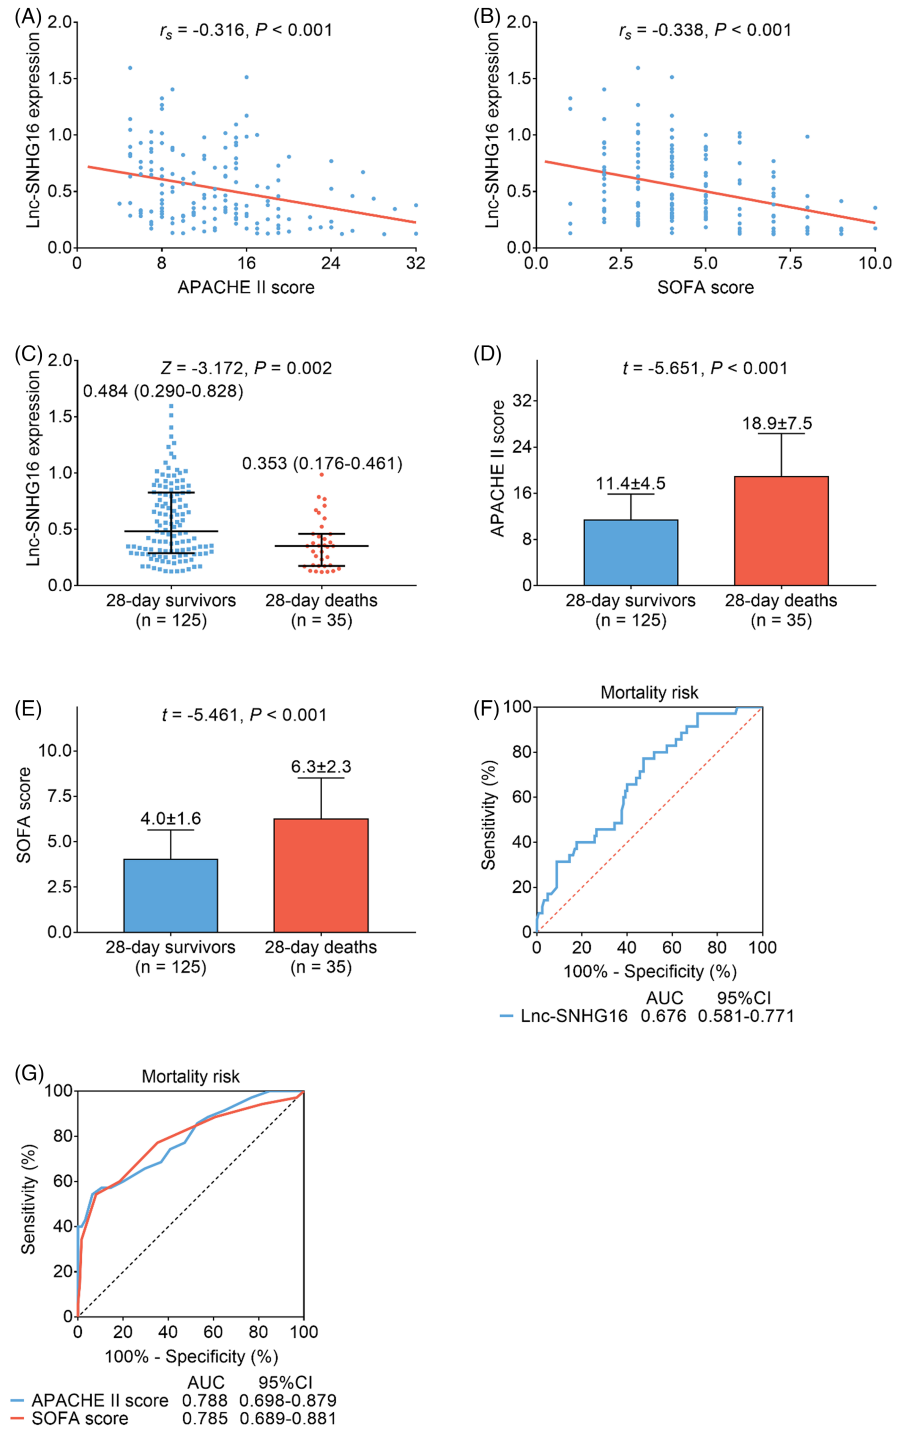 (A)
rs = -0.316, P < 0.001
Lnc-SNHG16 expression
2.0
1.5
1.0
0.5
0.0
0 8 16 24 32
APACHE II score
(B)
rs = -0.338, P < 0.001
Lnc-SNHG16 expression
2.0
1.5
1.0
0.5
0.0
0.0 2.5 5.0 7.5 10.0
SOFA score
(C)
Z = -3.172, P = 0.002
0.484 (0.290-0.828)
0.353 (0.176-0.461)
Lnc-SNHG16 expression
2.0
1.5
1.0
0.5
0.0
28-day survivors 28-day deaths
(n = 125) (n = 35)
(D)
t = -5.651, P < 0.001
APACHE II score
32
24
16
8
0
11.4±4.5
18.9±7.5
28-day survivors 28-day deaths
(n = 125) (n = 35)
(E)
t = -5.461, P < 0.001
SOFA score
10.0
7.5
5.0
2.5
0.0
4.0±1.6
6.3±2.3
28-day survivors 28-day deaths
(n = 125) (n = 35)
(F)
Mortality risk
Sensitivity (%)
100
80
60
40
20
0
0 20 40 60 80 100
100% - Specificity (%)
AUC 95%CI
Lnc-SNHG16 0.676 0.581-0.771
(G)
Mortality risk
Sensitivity (%)
100
80
60
40
20
0
0 20 40 60 80 100
100% - Specificity (%)
AUC 95%CI
APACHE II score 0.788 0.698-0.879
SOFA score 0.785 0.689-0.881